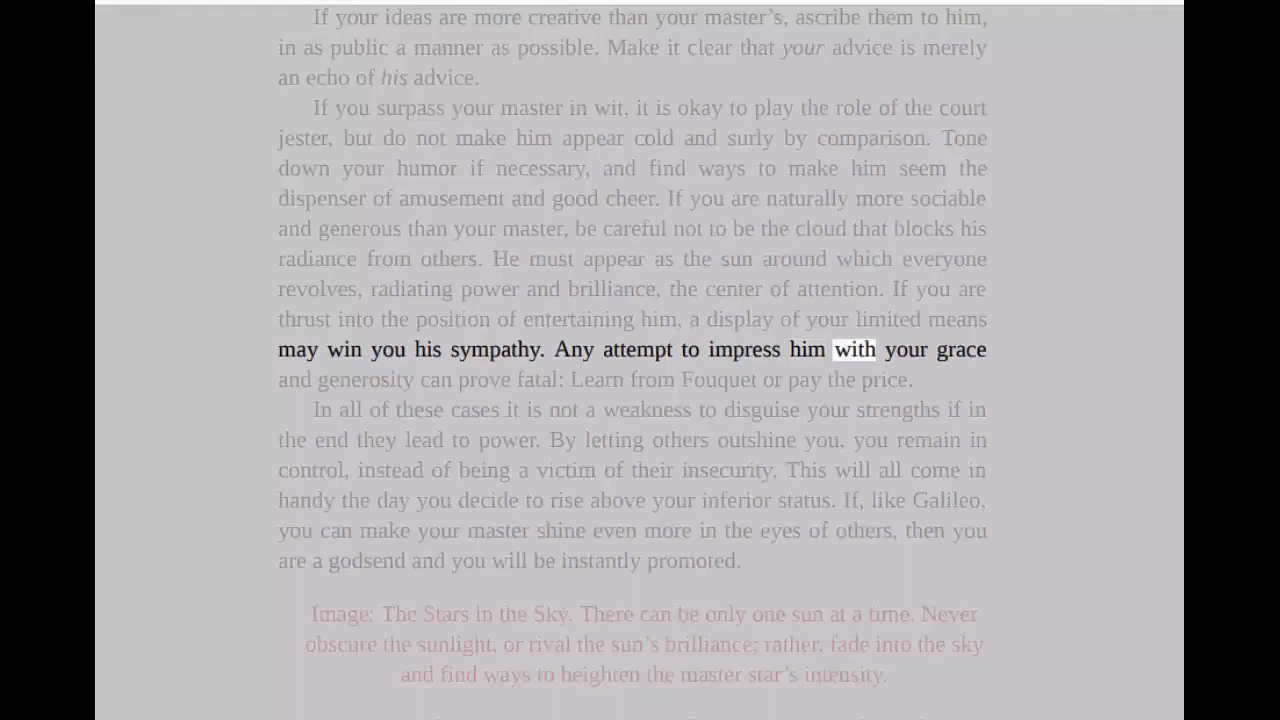 If your ideas are more creative than your master`s, ascribe them to him,
in as public a manner as possible. Make it clear that your advice is merely
an echo of his advice.
If you surpass your master in wit, it is okay to play the role of the court
jester, but do not make him appear cold and surly by comparison. Tone
down your humor if necessary, and find ways to make him seem the
dispenser of amusement and good cheer. If you are naturally more sociable
and generous than your master, be careful not to be the cloud that blocks his
radiance from others. He must appear as the sun around which everyone
revolves, radiating power and brilliance, the center of attention. If you are
thrust into the position of entertaining him, a display of your limited means
may win you his sympathy. Any attempt to impress him with your grace
and generosity can prove fatal: Learn from Fouquet or pay the price.
In all of these cases it is not a weakness to disguise your strengths if in
the end they lead to power. By letting others outshine you, you remain in
control, instead of being a victim of their insecurity. This will all come in
handy the day you decide to rise above your inferior status. If, like Galileo,
you can make your master shine even more in the eyes of others, then you
are a godsend and you will be instantly promoted.
Image: The Stars in the Sky. There can be only one sun at a time. Never
obscure the sunlight, or rival the sun’s brilliance; rather, fade into the sky
and find ways to heighten the master star’s intensity.